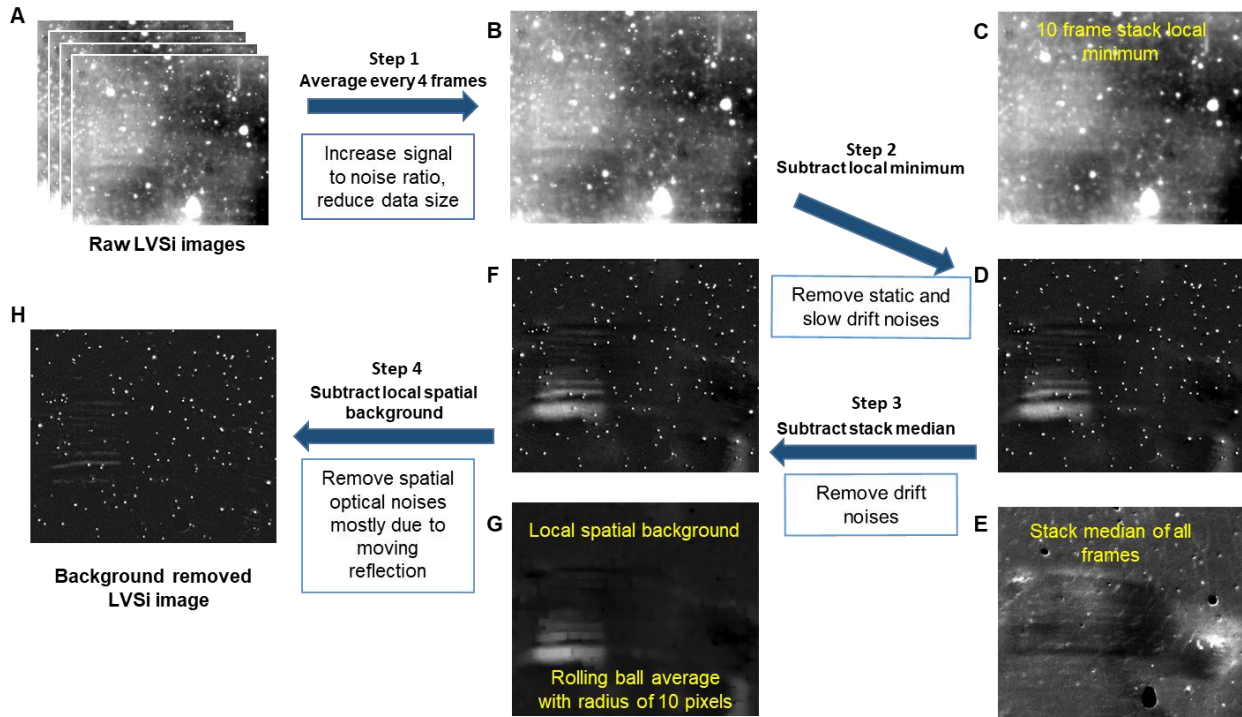 A
Raw LVSi images
Step 1
Average every 4 frames
Increase signal
to noise ratio,
reduce data size
B
C
10 frame stack local
minimum
Step 2
Subtract local minimum
Remove static and
slow drift noises
D
Step 3
Subtract stack median
Remove drift
noises
E
Stack median of all
frames
F
G
Local spatial background
Rolling ball average
with radius of 10 pixels
Step 4
Subtract local spatial
background
Remove spatial
optical noises
mostly due to
moving
reflection
H
Background removed
LVSi image